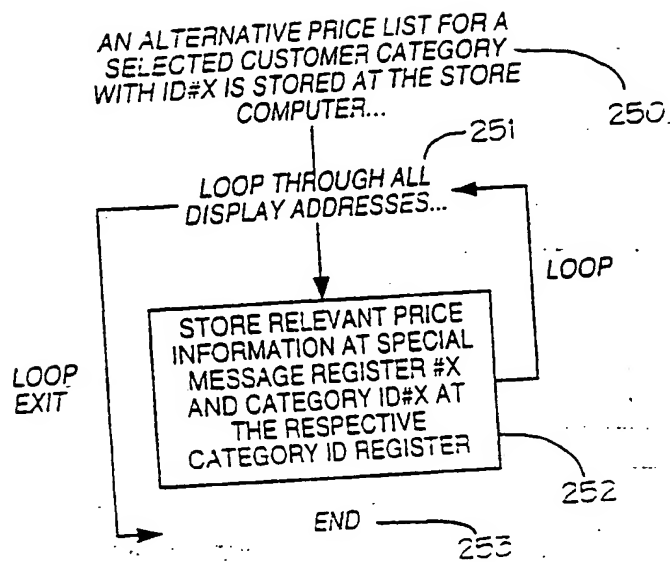 AN ALTERNATIVE PRICE LIST FOR A
SELECTED CUSTOMER CATEGORY
WITH ID#X IS STORED AT THE STORE
COMPUTER...
250
251
LOOP THROUGH ALL
DISPLAY ADDRESSES...
LOOP
STORE RELEVANT PRICE
INFORMATION AT SPECIAL
MESSAGE REGISTER #X
AND CATEGORY ID#X AT
THE RESPECTIVE
CATEGORY ID REGISTER
LOOP
EXIT
252
END
253